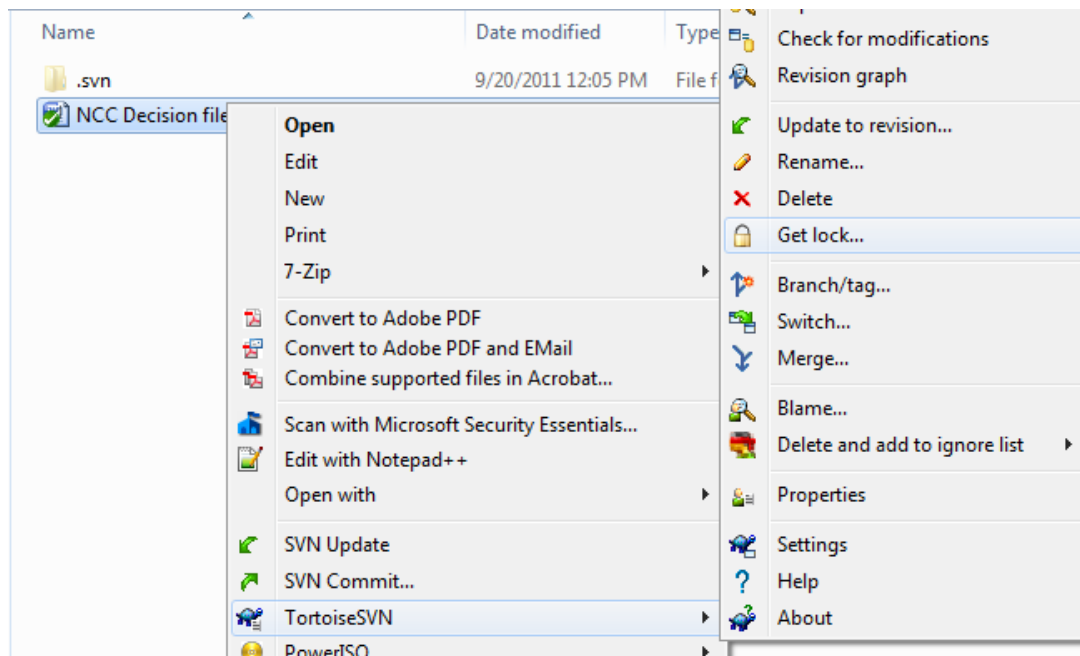 Name Date modified Type
.svn 9/20/2011 12:05 PM File f
NCC Decision file
Open
Edit
New
Print
7-Zip
Convert to Adobe PDF
Convert to Adobe PDF and EMail
Combine supported files in Acrobat...
Scan with Microsoft Security Essentials...
Edit with Notepad++
Open with
SVN Update
SVN Commit...
TortoiseSVN
PowerISO
Check for modifications
Revision graph
Update to revision...
Rename...
Delete
Get lock...
Branch/tag...
Switch...
Merge...
Blame...
Delete and add to ignore list
Properties
Settings
Help
About